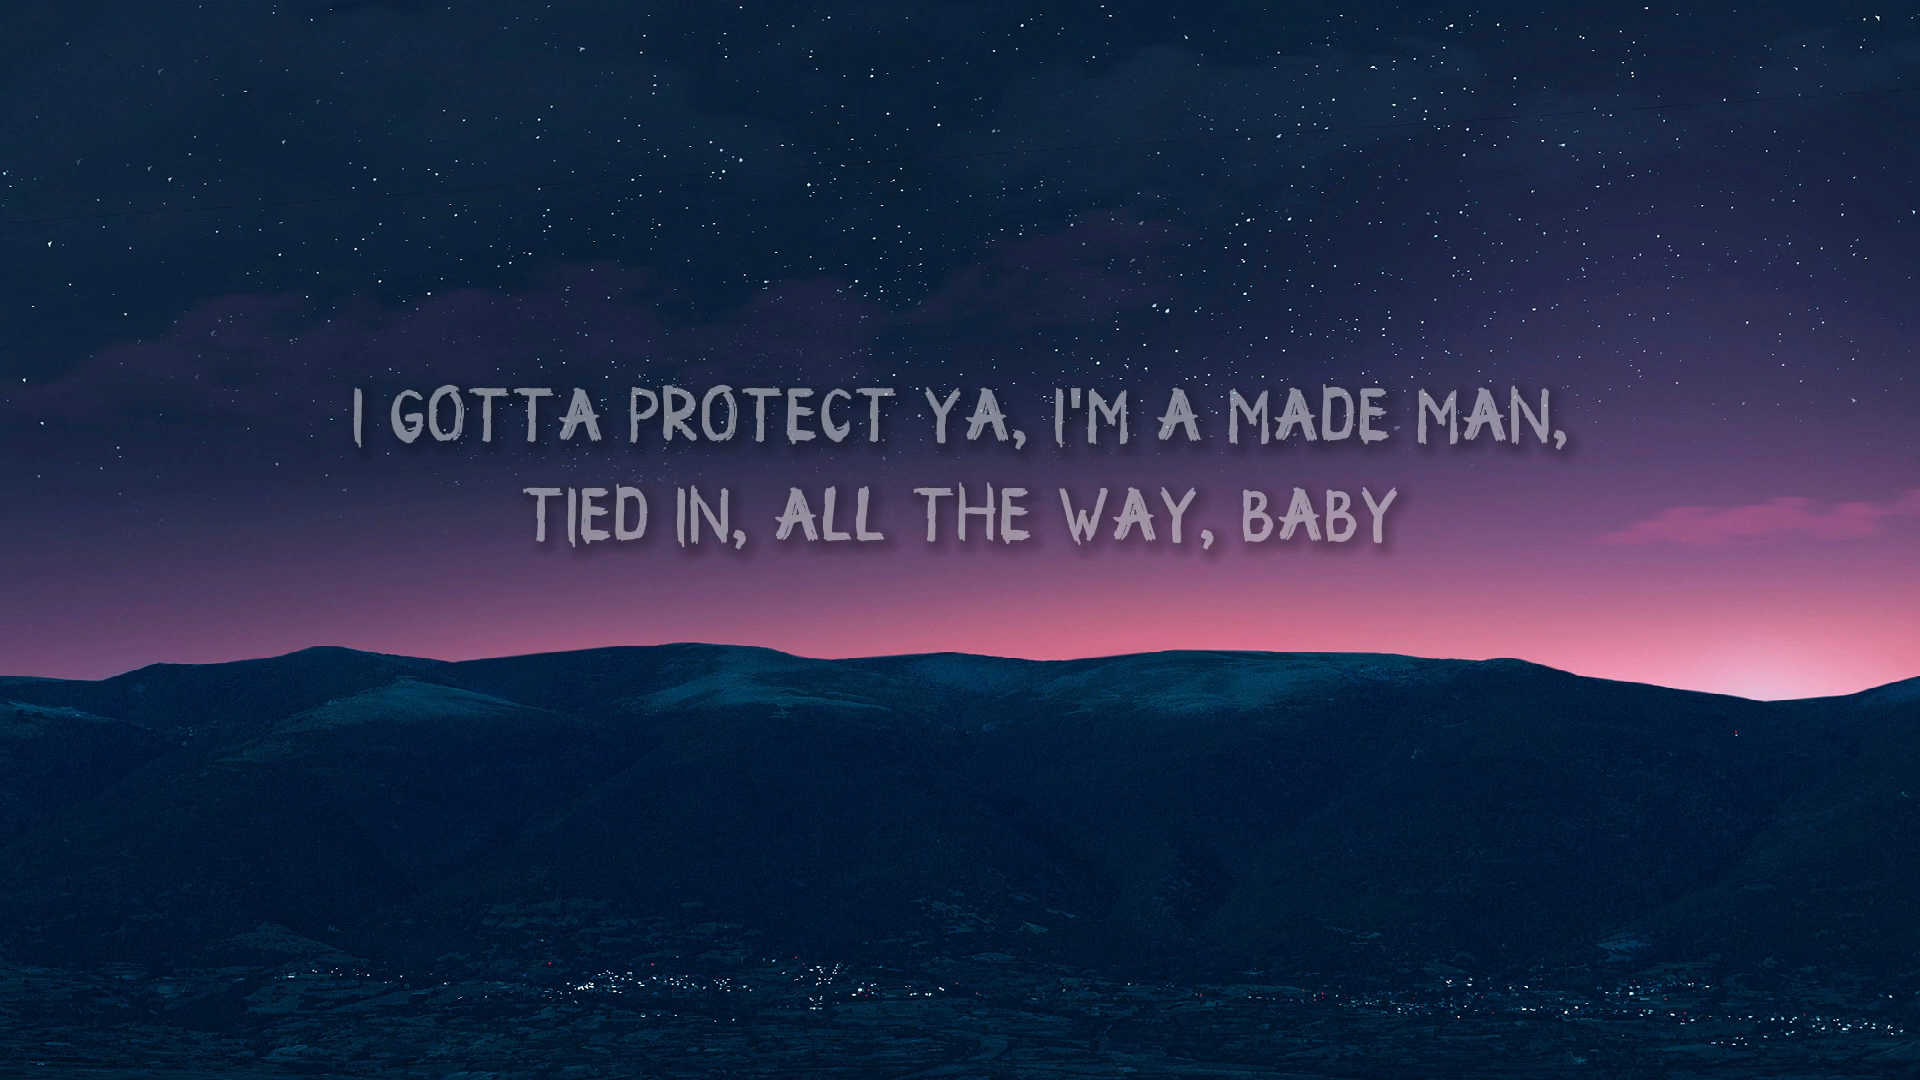 I GOTTA PROTECT YA, I'M A MADE MAN,
TIED IN, ALL THE WAY, BABY